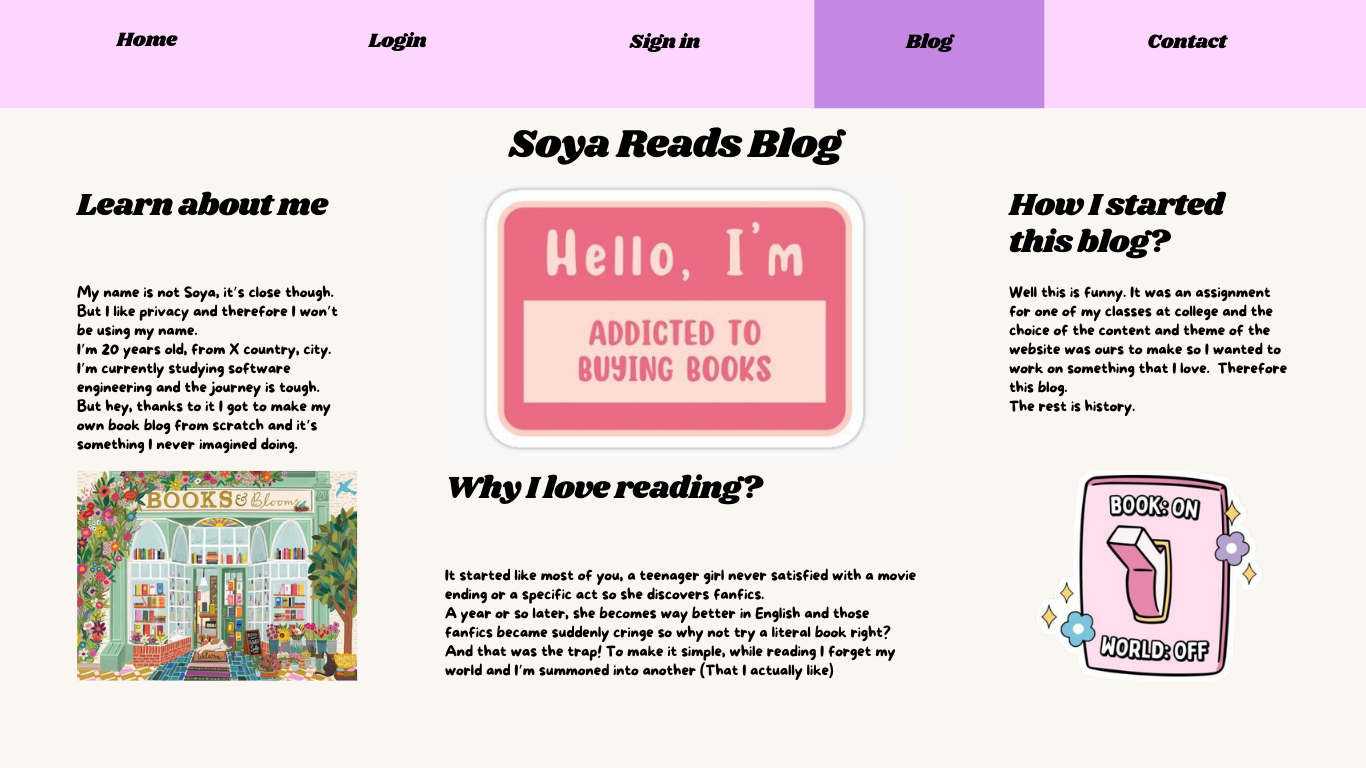 Home
Login
Sign in
Blog
Contact
Soya Reads Blog
Learn about me
My name is not Soya, it's close though.
But I like privacy and therefore I won't
be using my name.
I'm 20 years old, from X country, city.
I'm currently studying software
engineering and the journey is tough.
But hey, thanks to it I got to make my
own book blog from scratch and it's
something I never imagined doing.
BOOKS & Blooms
Welcome
Hello, I'm
ADDICTED TO
BUYING BOOKS
Why I love reading?
It started like most of you, a teenager girl never satisfied with a movie
ending or a specific act so she discovers fanfics.
A year or so later, she becomes way better in English and those
fanfics became suddenly cringe so why not try a literal book right?
And that was the trap! To make it simple, while reading I forget my
world and I'm summoned into another (That I actually like)
How I started
this blog?
Well this is funny. It was an assignment
for one of my classes at college and the
choice of the content and theme of the
website was ours to make so I wanted to
work on something that I love.  Therefore
this blog.
The rest is history.
BOOK: ON
WORLD: OFF